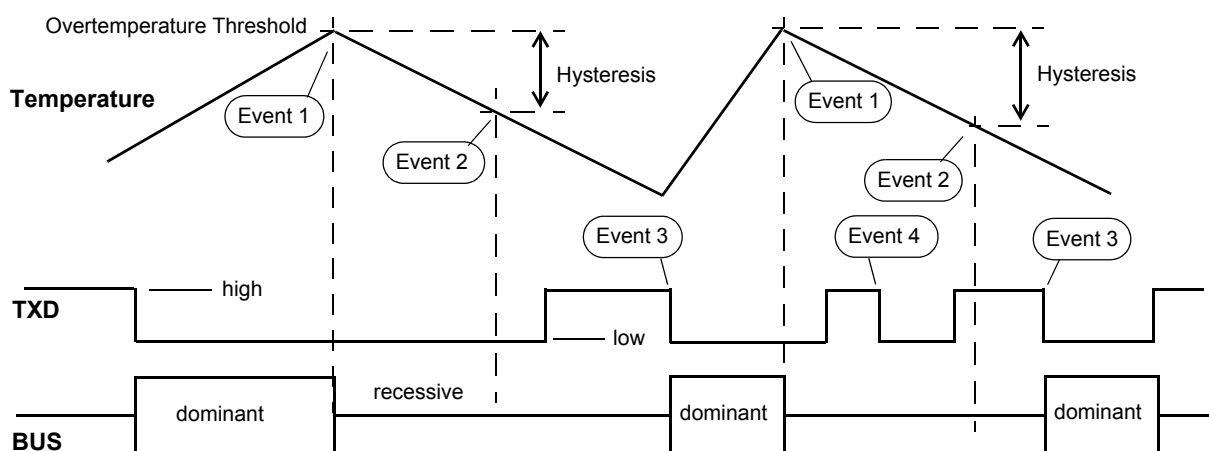 Overtemperature Threshold
Hysteresis
Hysteresis
Temperature
Event 1
Event 1
Event 2
Event 2
Event 3
Event 4
Event 3
high
TXD
low
recessive
dominant
dominant
dominant
BUS